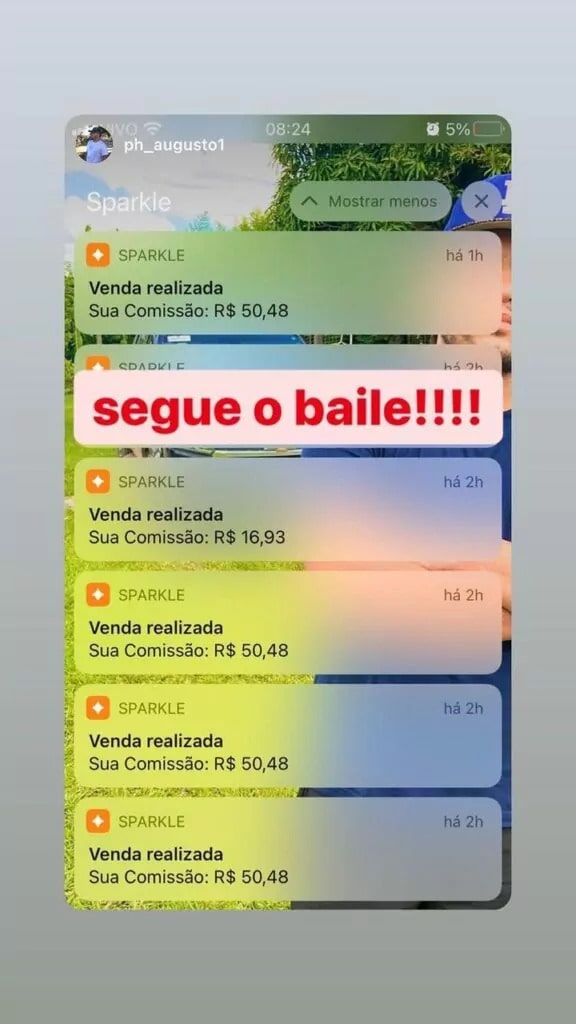 VIVO 08:24 5%
ph_augusto1
Sparkle Mostrar menos
SPARKLE há 1h
Venda realizada
Sua Comissão: R$ 50,48
SPARKLE há 2h
segue o baile!!!!
SPARKLE há 2h
Venda realizada
Sua Comissão: R$ 16,93
SPARKLE há 2h
Venda realizada
Sua Comissão: R$ 50,48
SPARKLE há 2h
Venda realizada
Sua Comissão: R$ 50,48
SPARKLE há 2h
Venda realizada
Sua Comissão: R$ 50,48